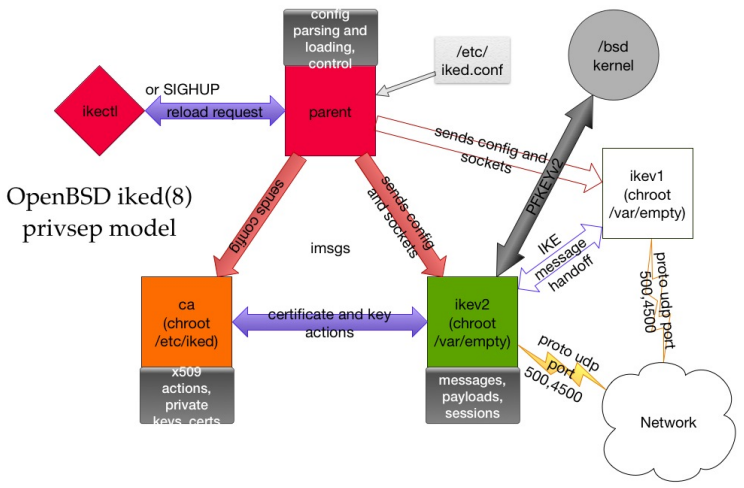 config
parsing and
loading,
control
/etc/
iked.conf
/bsd
kernel
or SIGHUP
ikectl
reload request
parent
sends config and
sockets
ikev1
(chroot
/var/empty)
PFKEYv2
OpenBSD iked(8)
privsep model
sends config
sends config
and sockets
imsgs
IKE
message
handoff
ca
(chroot
/etc/iked)
certificate and key
actions
ikev2
(chroot
/var/empty)
proto udp port
500,4500
proto udp
port
500,4500
x509
actions,
private
keys, certs
messages,
payloads,
sessions
Network